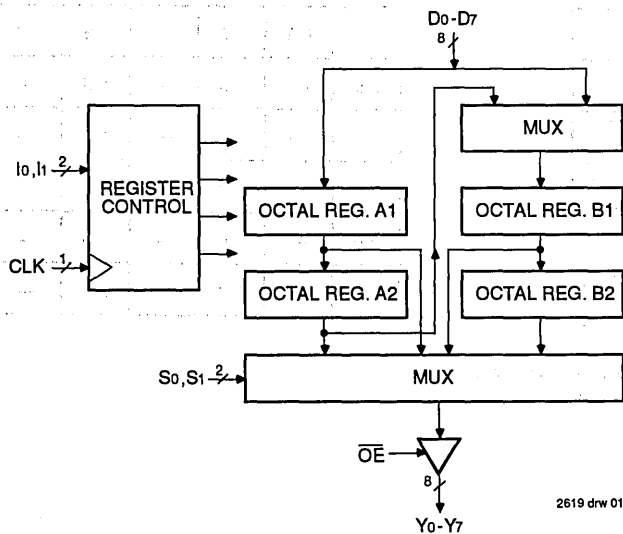 D0-D7
8
MUX
I0,I1 2
REGISTER
CONTROL
OCTAL REG. A1
OCTAL REG. B1
CLK 1
OCTAL REG. A2
OCTAL REG. B2
S0,S1 2
MUX
OE
8
2619 drw 01
Y0-Y7